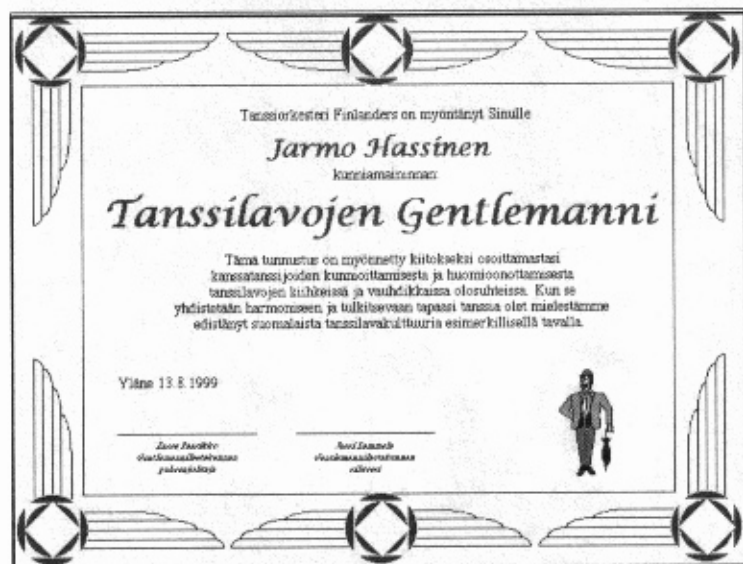 Tanssiorkesteri Finlanders on myöntänyt Sinulle
Jarmo Hassinen
kunniamaininnan:
Tanssilavojen Gentlemanni
Tämä tunnustus on myönnetty kiitokseksi osoittamastasi
kanssatanssijoiden kunnioittamisesta ja huomioonottamisesta
tanssilavojen kiihkeissä ja vauhdikkaissa olosuhteissa. Kun se
yhdistetään harmoniseen ja tulkitsevaan tapaasi tanssia olet mielestämme
edistänyt suomalaista tanssilavakulttuuria esimerkillisellä tavalla.
Yläne 13.8.1999